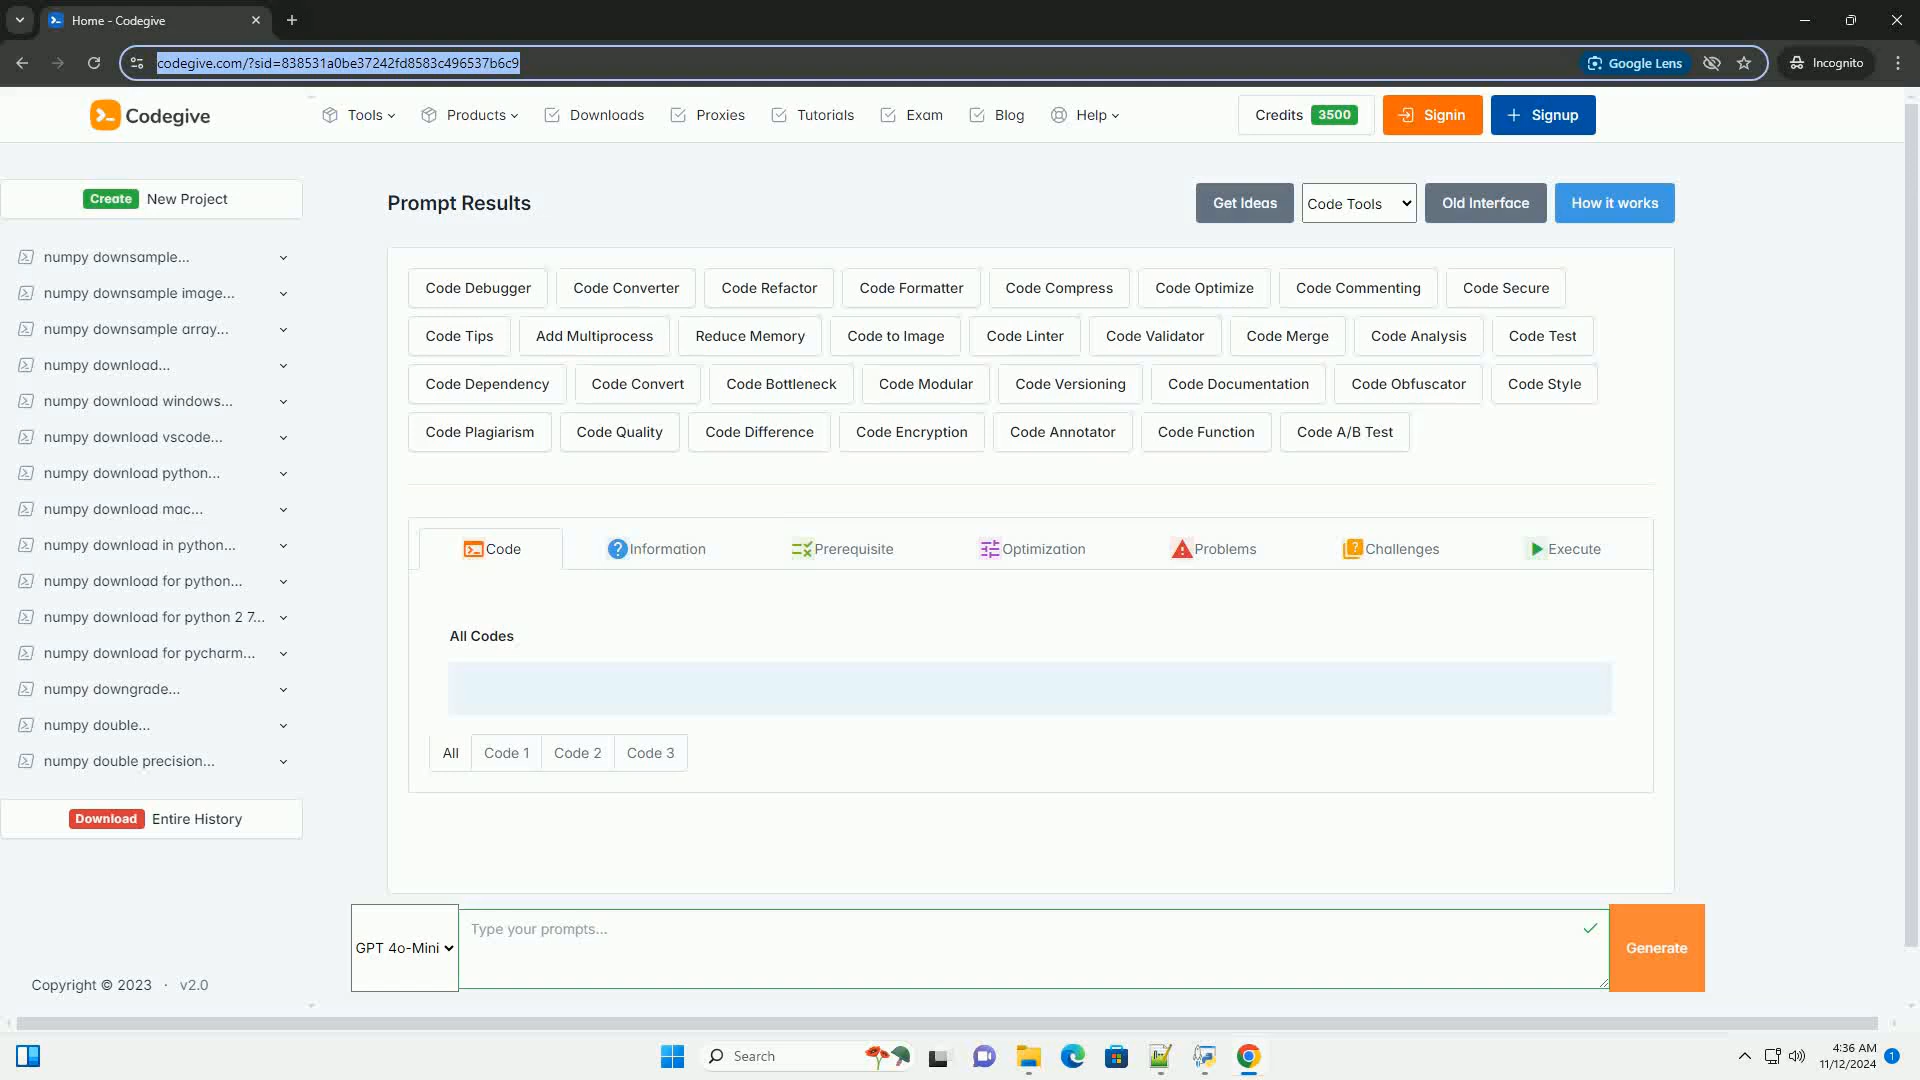 Home - Codegive
codegive.com/?sid=838531a0be37242fd8583c496537b6c9
Google Lens
Incognito
Codegive
Tools
Products
Downloads
Proxies
Tutorials
Exam
Blog
Help
Credits 3500
Signin
Signup
Create New Project
Prompt Results
Get Ideas
Code Tools
Old Interface
How it works
numpy downsample...
numpy downsample image...
numpy downsample array...
numpy download...
numpy download windows...
numpy download vscode...
numpy download python...
numpy download mac...
numpy download in python...
numpy download for python...
numpy download for python 2 7...
numpy download for pycharm...
numpy downgrade...
numpy double...
numpy double precision...
Download Entire History
Copyright © 2023 · v2.0
Code Debugger
Code Converter
Code Refactor
Code Formatter
Code Compress
Code Optimize
Code Commenting
Code Secure
Code Tips
Add Multiprocess
Reduce Memory
Code to Image
Code Linter
Code Validator
Code Merge
Code Analysis
Code Test
Code Dependency
Code Convert
Code Bottleneck
Code Modular
Code Versioning
Code Documentation
Code Obfuscator
Code Style
Code Plagiarism
Code Quality
Code Difference
Code Encryption
Code Annotator
Code Function
Code A/B Test
Code
Information
Prerequisite
Optimization
Problems
Challenges
Execute
All Codes
All
Code 1
Code 2
Code 3
GPT 4o-Mini
Type your prompts...
Generate
Search
4:36 AM
11/12/2024
1